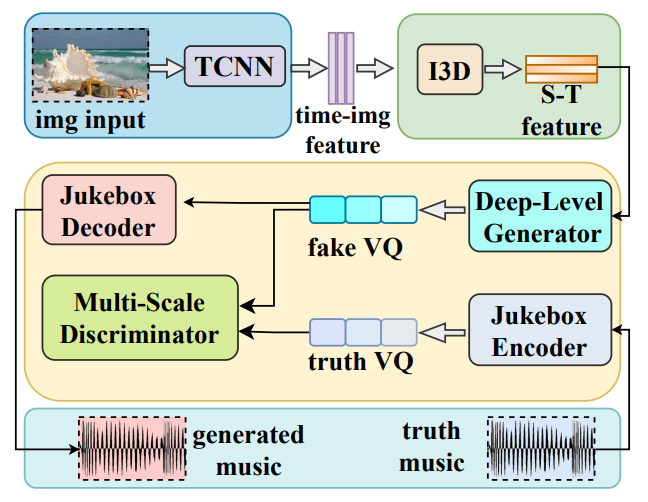 img input
TCNN
time-img
feature
I3D
S-T
feature
Jukebox
Decoder
fake VQ
Deep-Level
Generator
Multi-Scale
Discriminator
truth VQ
Jukebox
Encoder
generated
music
truth
music